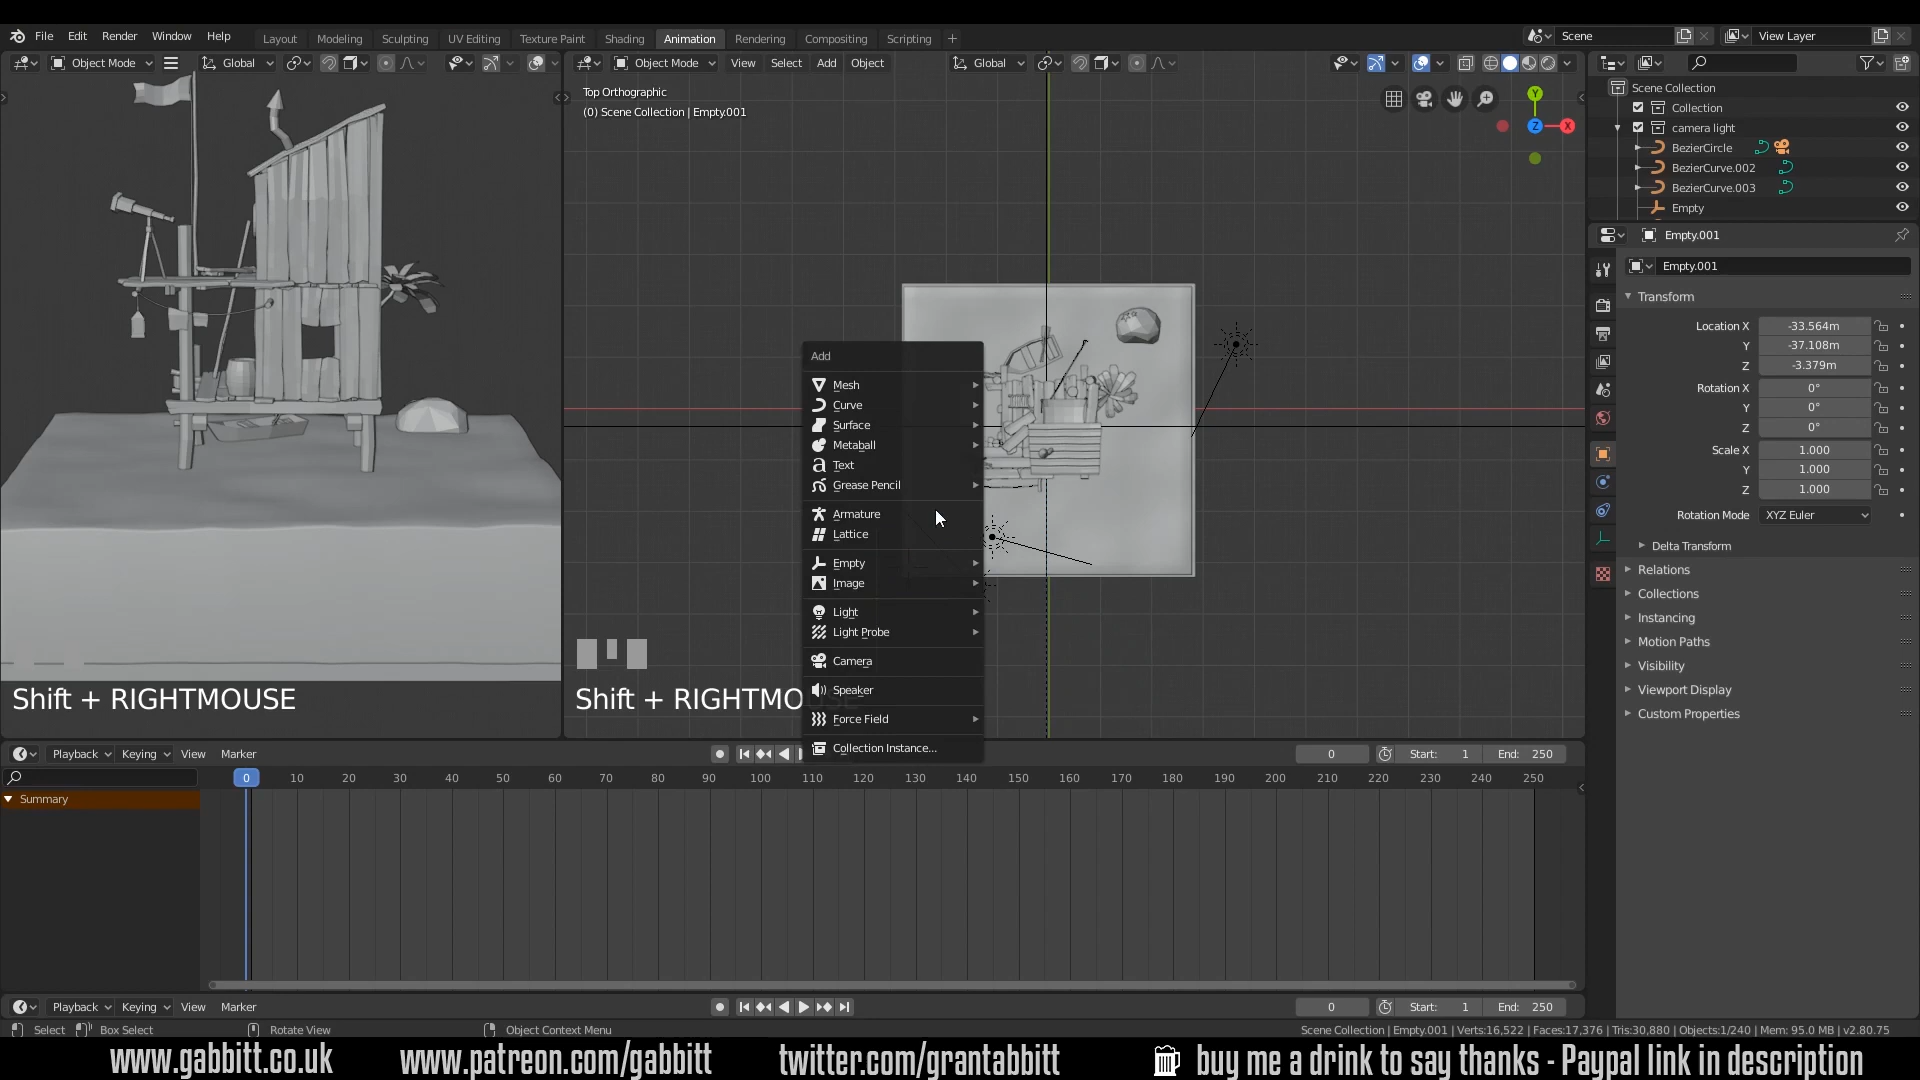 File Edit Render Window Help
Layout Modeling Sculpting UV Editing Texture Paint Shading Animation Rendering Compositing Scripting +
Scene View Layer
Object Mode Global
Object Mode View Select Add Object Global
Top Orthographic
(0) Scene Collection | Empty.001
Y
Z X
Scene Collection
Collection
camera light
BezierCircle
BezierCurve.002
BezierCurve.003
Empty
Empty.001
Empty.001
Transform
Location X -33.564m
Y -37.108m
Z -3.379m
Rotation X 0°
Y 0°
Z 0°
Scale X 1.000
Y 1.000
Z 1.000
Rotation Mode XYZ Euler
Delta Transform
Relations
Collections
Instancing
Motion Paths
Visibility
Viewport Display
Custom Properties
Add
Mesh
Curve
Surface
Metaball
Text
Grease Pencil
Armature
Lattice
Empty
Image
Light
Light Probe
Camera
Speaker
Force Field
Collection Instance...
Shift + RIGHTMOUSE
Shift + RIGHTMO
Playback Keying View Marker 0 Start: 1 End: 250
0 10 20 30 40 50 60 70 80 90 100 110 120 130 140 150 160 170 180 190 200 210 220 230 240 250
Summary
Playback Keying View Marker 0 Start: 1 End: 250
Select Box Select Rotate View Object Context Menu
Scene Collection | Empty.001 | Verts:16,522 | Faces:17,376 | Tris:30,880 | Objects:1/240 | Mem: 95.0 MB | v2.80.75
www.gabbitt.co.uk www.patreon.com/gabbitt twitter.com/grantabbitt buy me a drink to say thanks - Paypal link in description